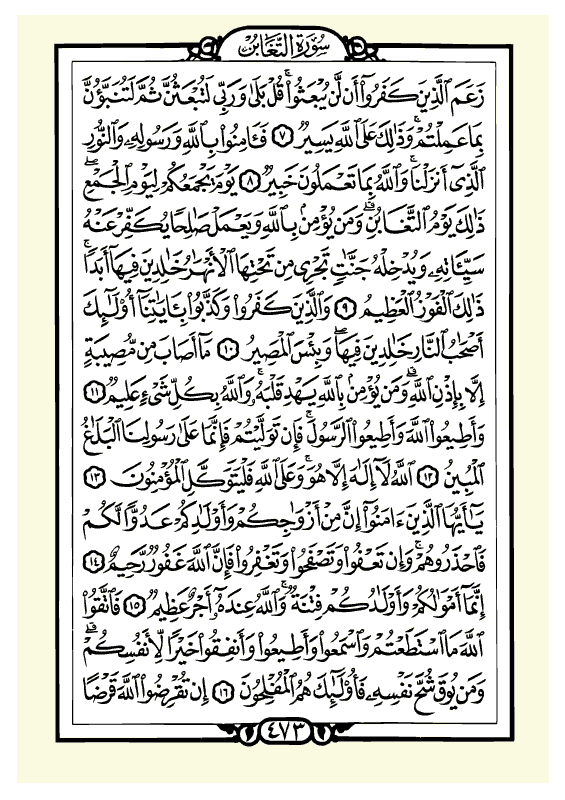 سُورَةُ التَّغَابُنِ
زَعَمَ ٱلَّذِينَ كَفَرُوٓا۟ أَن لَّن يُبْعَثُوا۟ ۚ قُلْ بَلَىٰ وَرَبِّى لَتُبْعَثُنَّ ثُمَّ لَتُنَبَّؤُنَّ
بِمَا عَمِلْتُمْ ۚ وَذَٰلِكَ عَلَى ٱللَّهِ يَسِيرٌ ٧ فَـَٔامِنُوا۟ بِٱللَّهِ وَرَسُولِهِۦ وَٱلنُّورِ
ٱلَّذِىٓ أَنزَلْنَا ۚ وَٱللَّهُ بِمَا تَعْمَلُونَ خَبِيرٌ ٨ يَوْمَ يَجْمَعُكُمْ لِيَوْمِ ٱلْجَمْعِ ۖ
ذَٰلِكَ يَوْمُ ٱلتَّغَابُنِ ۗ وَمَن يُؤْمِنۢ بِٱللَّهِ وَيَعْمَلْ صَـٰلِحًا يُكَفِّرْ عَنْهُ
سَيِّـَٔاتِهِۦ وَيُدْخِلْهُ جَنَّـٰتٍ تَجْرِى مِن تَحْتِهَا ٱلْأَنْهَـٰرُ خَـٰلِدِينَ فِيهَآ أَبَدًا ۚ
ذَٰلِكَ ٱلْفَوْزُ ٱلْعَظِيمُ ٩ وَٱلَّذِينَ كَفَرُوا۟ وَكَذَّبُوا۟ بِـَٔايَـٰتِنَآ أُو۟لَـٰٓئِكَ
أَصْحَـٰبُ ٱلنَّارِ خَـٰلِدِينَ فِيهَا ۖ وَبِئْسَ ٱلْمَصِيرُ ١٠ مَآ أَصَابَ مِن مُّصِيبَةٍ
إِلَّا بِإِذْنِ ٱللَّهِ ۗ وَمَن يُؤْمِنۢ بِٱللَّهِ يَهْدِ قَلْبَهُۥ ۚ وَٱللَّهُ بِكُلِّ شَىْءٍ عَلِيمٌ ١١
وَأَطِيعُوا۟ ٱللَّهَ وَأَطِيعُوا۟ ٱلرَّسُولَ ۚ فَإِن تَوَلَّيْتُمْ فَإِنَّمَا عَلَىٰ رَسُولِنَا ٱلْبَلَـٰغُ
ٱلْمُبِينُ ١٢ ٱللَّهُ لَآ إِلَـٰهَ إِلَّا هُوَ ۚ وَعَلَى ٱللَّهِ فَلْيَتَوَكَّلِ ٱلْمُؤْمِنُونَ ١٣
يَـٰٓأَيُّهَا ٱلَّذِينَ ءَامَنُوٓا۟ إِنَّ مِنْ أَزْوَٰجِكُمْ وَأَوْلَـٰدِكُمْ عَدُوًّا لَّكُمْ
فَٱحْذَرُوهُمْ ۚ وَإِن تَعْفُوا۟ وَتَصْفَحُوا۟ وَتَغْفِرُوا۟ فَإِنَّ ٱللَّهَ غَفُورٌ رَّحِيمٌ ١٤
إِنَّمَآ أَمْوَٰلُكُمْ وَأَوْلَـٰدُكُمْ فِتْنَةٌ ۚ وَٱللَّهُ عِندَهُۥٓ أَجْرٌ عَظِيمٌ ١٥ فَٱتَّقُوا۟
ٱللَّهَ مَا ٱسْتَطَعْتُمْ وَٱسْمَعُوا۟ وَأَطِيعُوا۟ وَأَنفِقُوا۟ خَيْرًا لِّأَنفُسِكُمْ ۗ
وَمَن يُوقَ شُحَّ نَفْسِهِۦ فَأُو۟لَـٰٓئِكَ هُمُ ٱلْمُفْلِحُونَ ١٦ إِن تُقْرِضُوا۟ ٱللَّهَ قَرْضًا
٤٧٣